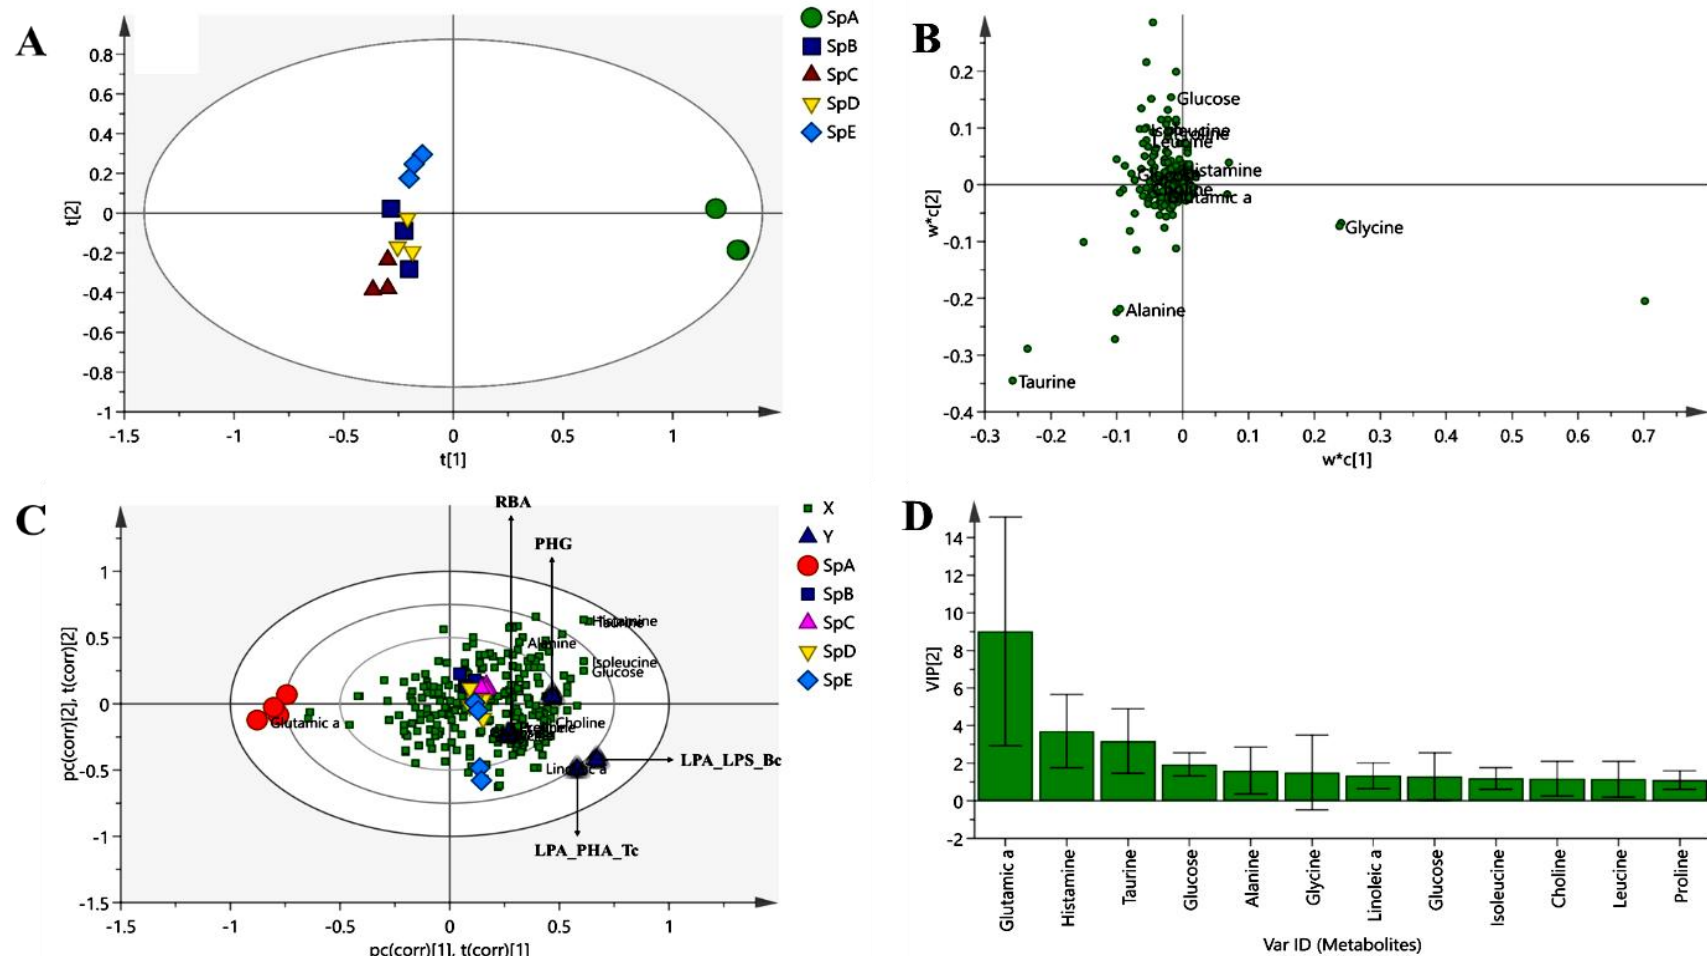 A
0.8
0.6
0.4
0.2
0
-0.2
-0.4
-0.6
-0.8
-1
t[2]
-1.5
-1
-0.5
0
0.5
1
t[1]
SpA
SpB
SpC
SpD
SpE
B
0.2
0.1
0
-0.1
-0.2
-0.3
-0.4
w*c[2]
Glucose
Isoleucine
Leucine
Histamine
Glutamic a
Glycine
Alanine
Taurine
-0.3
-0.2
-0.1
0
0.1
0.2
0.3
0.4
0.5
0.6
0.7
w*c[1]
C
RBA
PHG
1
0.5
0
-0.5
-1
-1.5
pc(corr)[2], t(corr)[2]
Histamine
Taurine
Alanine
Isoleucine
Glucose
Glutamic a
Choline
Linoleic a
LPA_LPS_Bc
LPA_PHA_Tc
-1.5
-1
-0.5
0
0.5
1
pc(corr)[1], t(corr)[1]
X
Y
SpA
SpB
SpC
SpD
SpE
D
14
12
10
8
6
4
2
0
-2
VIP[2]
Glutamic a
Histamine
Taurine
Glucose
Alanine
Glycine
Linoleic a
Glucose
Isoleucine
Choline
Leucine
Proline
Var ID (Metabolites)